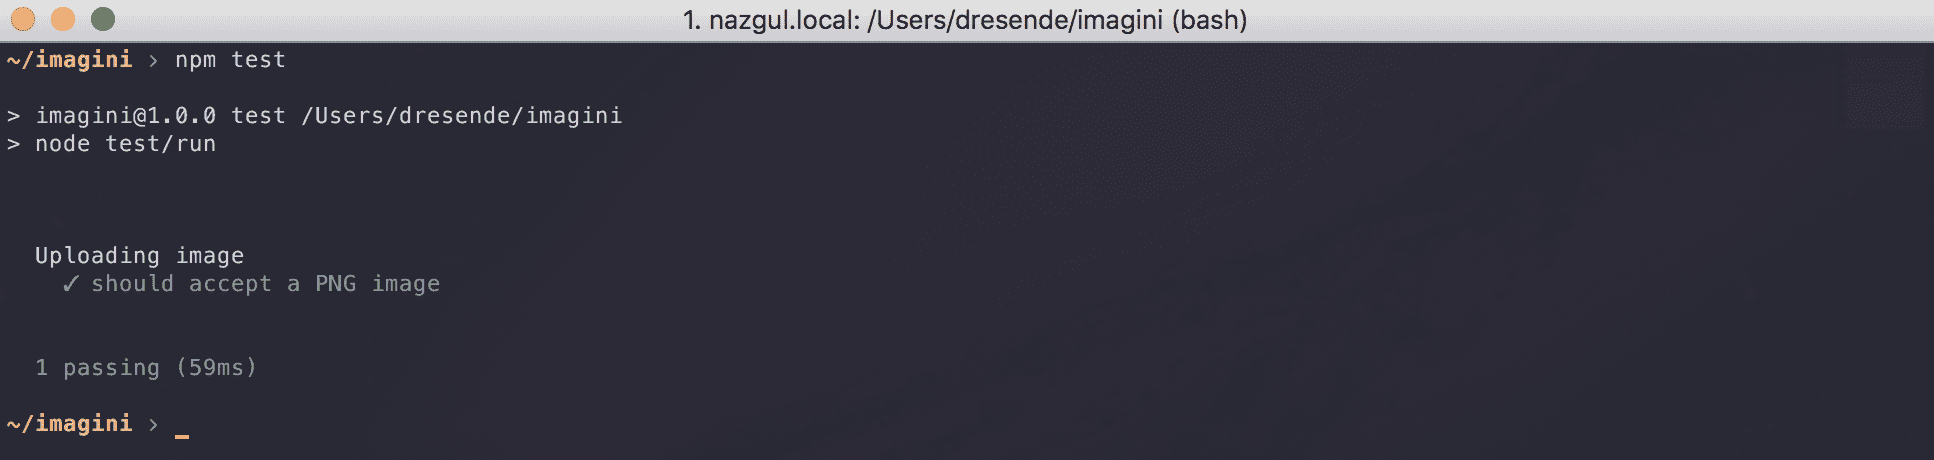 1. nazgul.local: /Users/dresende/imagini (bash)
~/imagini › npm test
> imagini@1.0.0 test /Users/dresende/imagini
> node test/run
Uploading image
✓ should accept a PNG image
1 passing (59ms)
~/imagini › _